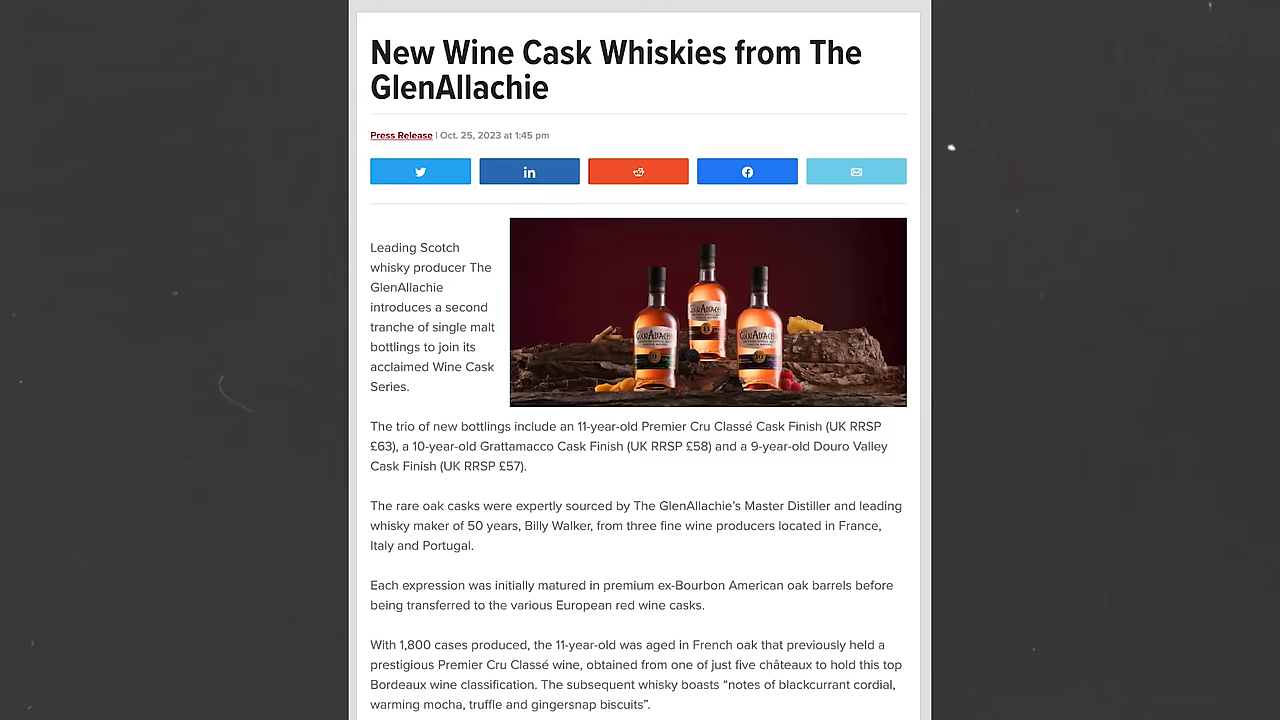 New Wine Cask Whiskies from The
GlenAllachie
Press Release | Oct. 25, 2023 at 1:45 pm
Leading Scotch
whisky producer The
GlenAllachie
introduces a second
tranche of single malt
bottlings to join its
acclaimed Wine Cask
Series.
The trio of new bottlings include an 11-year-old Premier Cru Classé Cask Finish (UK RRSP
£63), a 10-year-old Grattamacco Cask Finish (UK RRSP £58) and a 9-year-old Douro Valley
Cask Finish (UK RRSP £57).
The rare oak casks were expertly sourced by The GlenAllachie's Master Distiller and leading
whisky maker of 50 years, Billy Walker, from three fine wine producers located in France,
Italy and Portugal.
Each expression was initially matured in premium ex-Bourbon American oak barrels before
being transferred to the various European red wine casks.
With 1,800 cases produced, the 11-year-old was aged in French oak that previously held a
prestigious Premier Cru Classé wine, obtained from one of just five châteaux to hold this top
Bordeaux wine classification. The subsequent whisky boasts “notes of blackcurrant cordial,
warming mocha, truffle and gingersnap biscuits”.